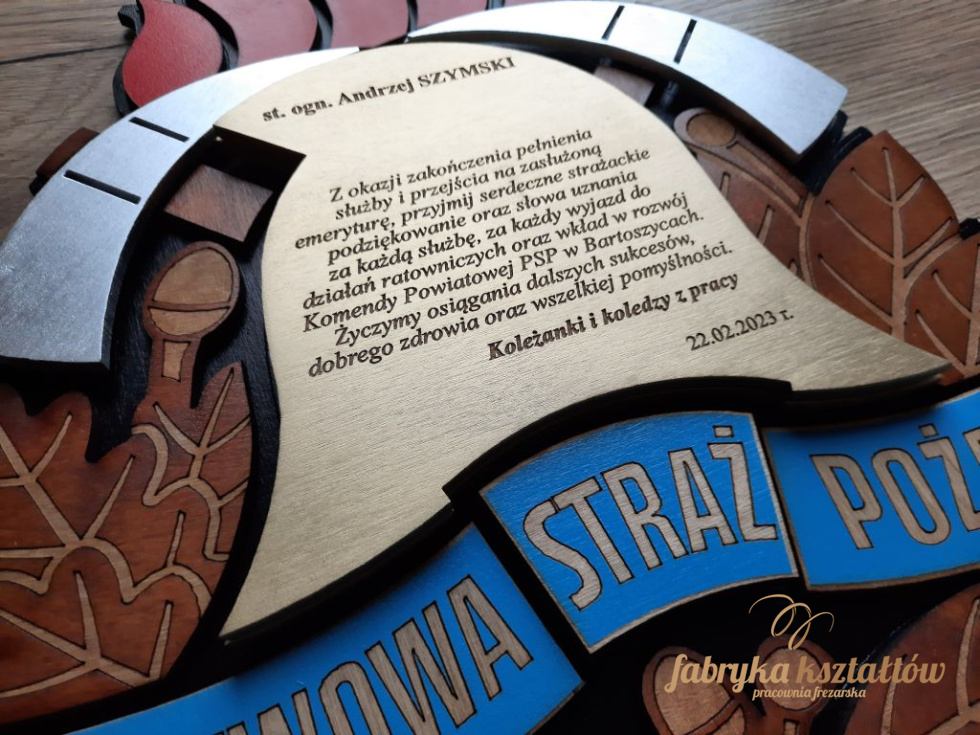 st. ogn. Andrzej SZYMSKI
Z okazji zakończenia pełnienia
służby i przejścia na zasłużoną
emeryturę, przyjmij serdeczne strażackie
podziękowanie oraz słowa uznania
za każdą służbę, za każdy wyjazd do
działań ratowniczych oraz wkład w rozwój
Komendy Powiatowej PSP w Bartoszycach.
Życzymy osiągania dalszych sukcesów,
dobrego zdrowia oraz wszelkiej pomyślności.
Koleżanki i koledzy z pracy
22.02.2023 r.
WOWA STRAŻ POŻ
fabryka kształtów
pracownia frezarska